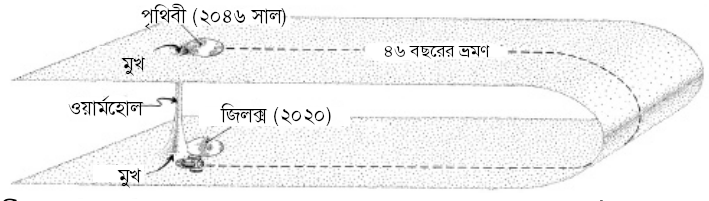 পৃথিবী (২০৪৬ সাল)
৪৬ বছরের ভ্রমণ
মুখ
ওয়ার্মহোল
জিলক্স (২০২০)
মুখ